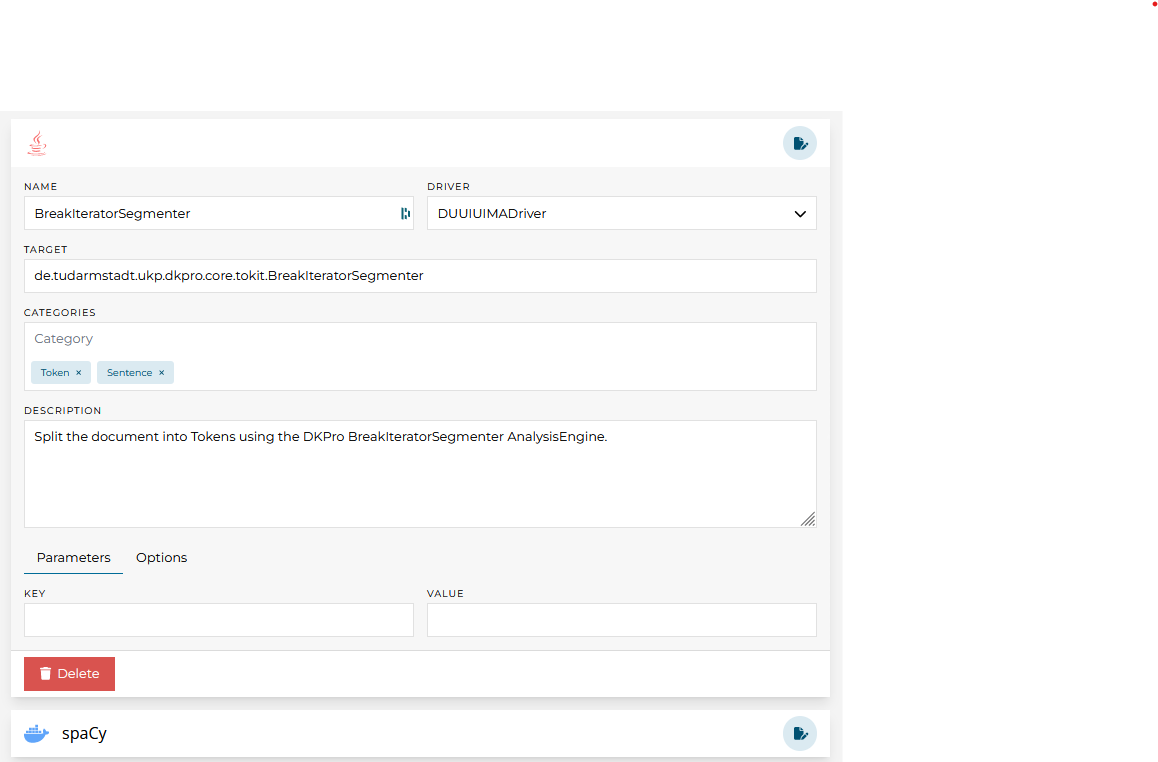 NAME
DRIVER
BreakIteratorSegmenter
DUUIUIMADriver
TARGET
de.tudarmstadt.ukp.dkpro.core.tokit.BreakIteratorSegmenter
CATEGORIES
Category
Token ×
Sentence ×
DESCRIPTION
Split the document into Tokens using the DKPro BreakIteratorSegmenter AnalysisEngine.
Parameters
Options
KEY
VALUE
Delete
spaCy